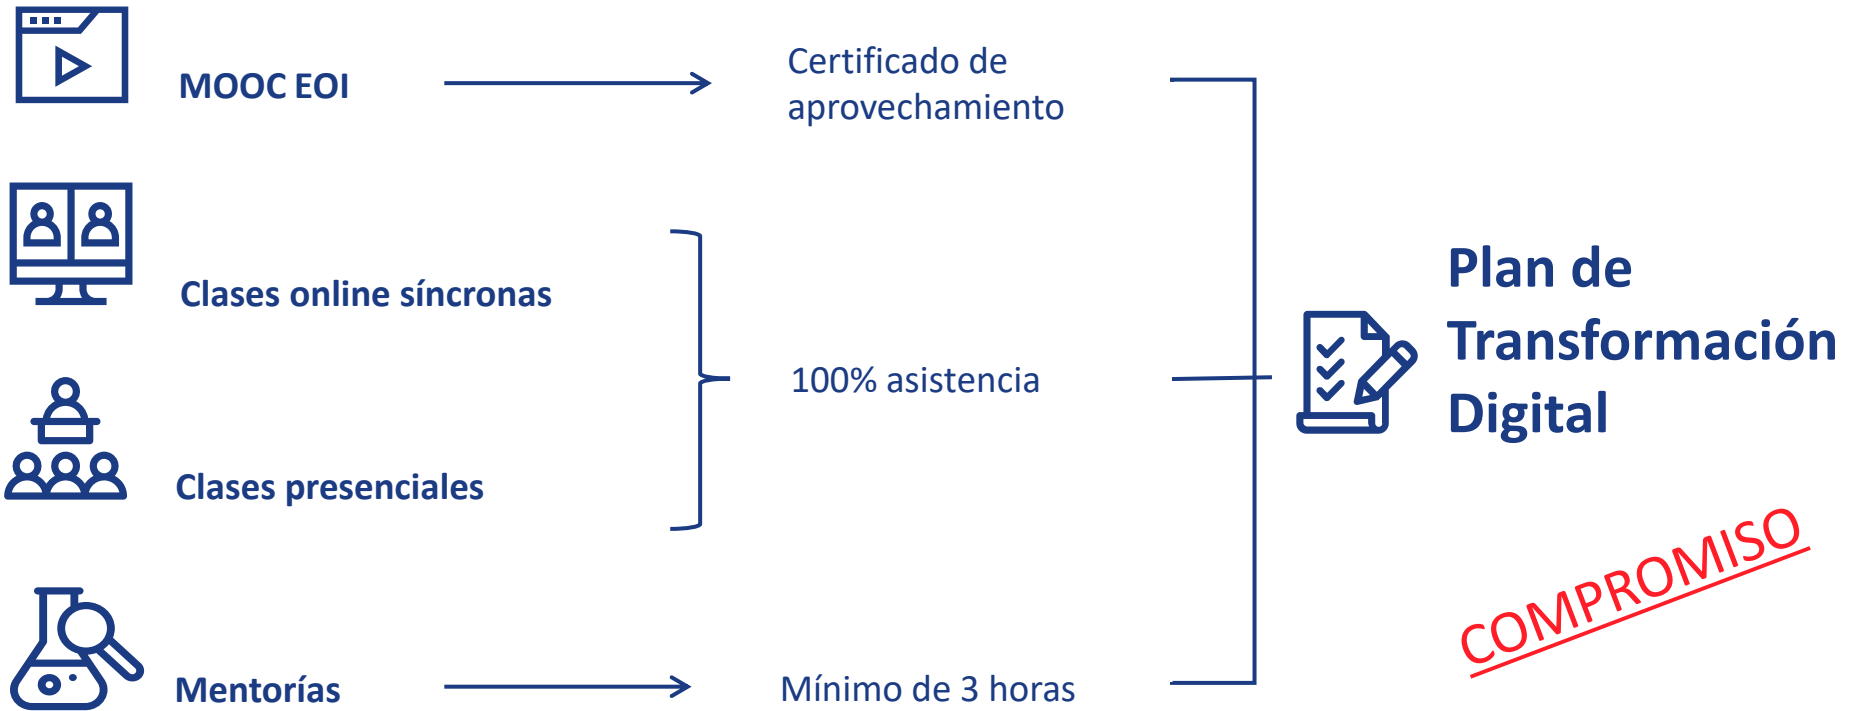 MOOC EOI
Certificado de
aprovechamiento
Clases online síncronas
100% asistencia
Clases presenciales
Mentorías
Mínimo de 3 horas
Plan de
Transformación
Digital
COMPROMISO